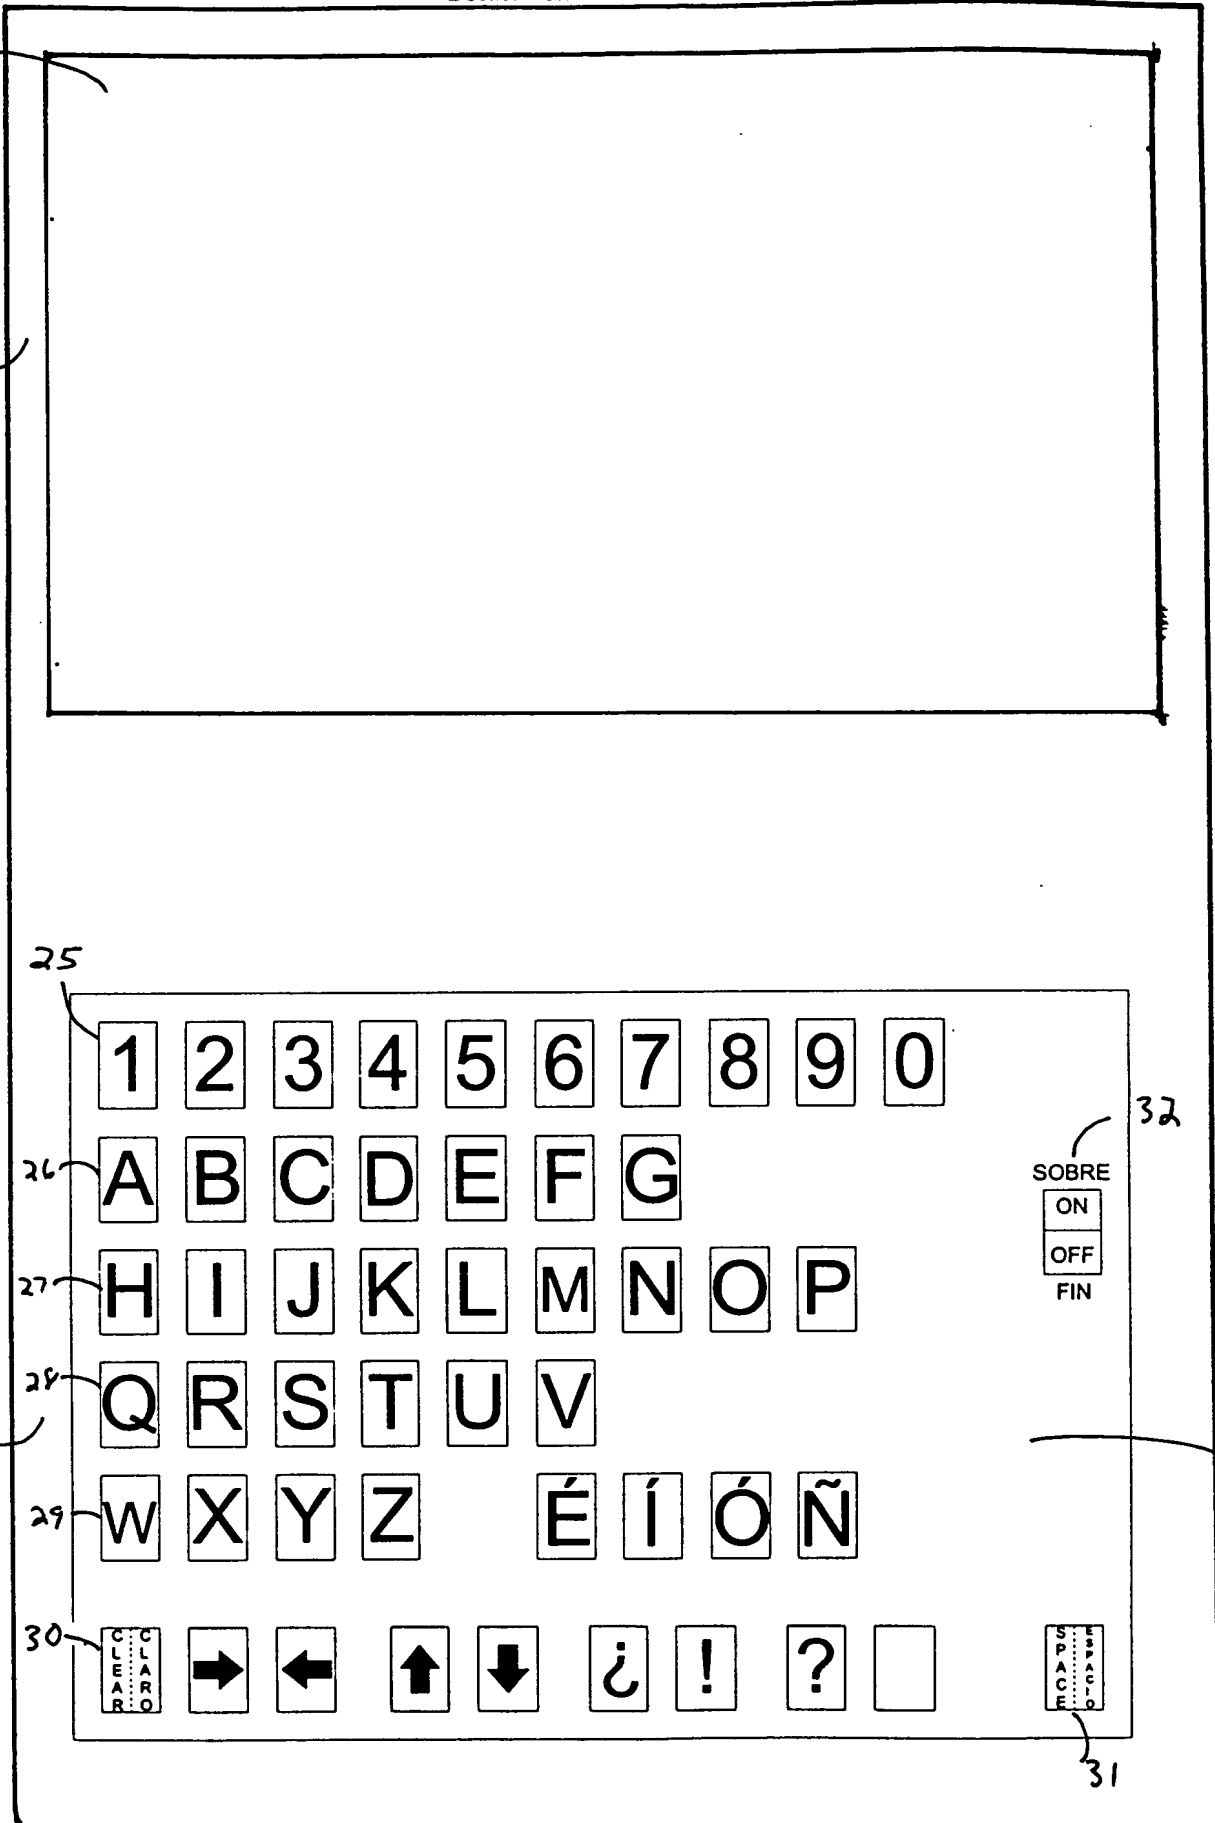 25
1 2 3 4 5 6 7 8 9 0
32
26 A B C D E F G
SOBRE
ON
OFF
FIN
27 H I J K L M N O P
28 Q R S T U V
29 W X Y Z É Í Ó Ñ
30 CLEAR CLARO → ← ↑ ↓ ¿ ! ? SPACE ESPACIO
31